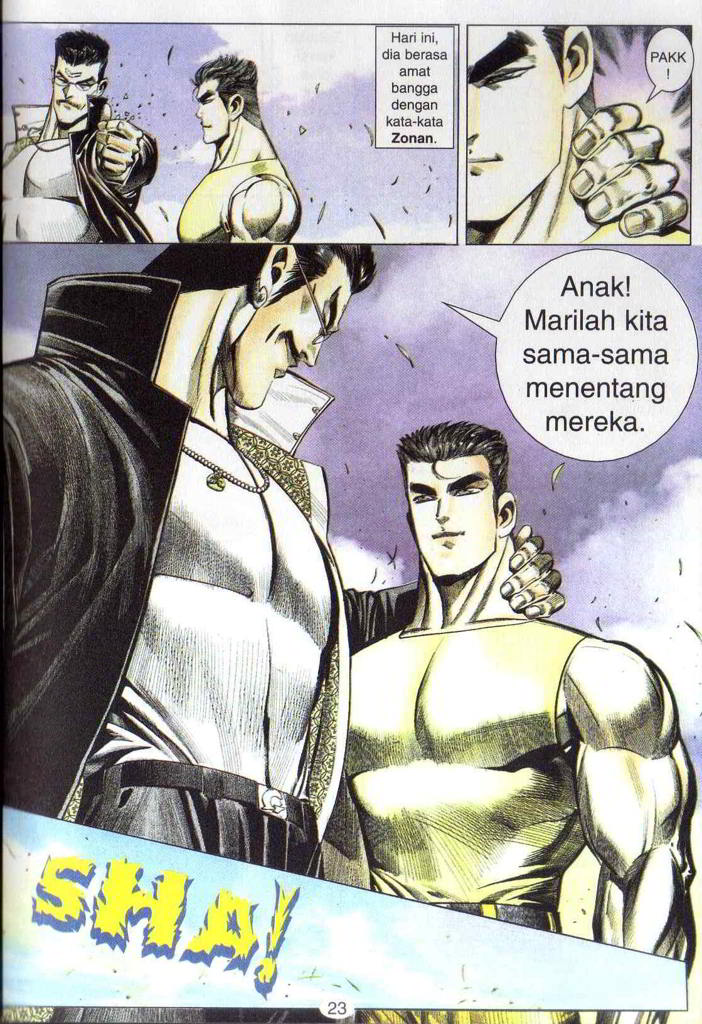 Hari ini,
dia berasa
amat
bangga
dengan
kata-kata
Zonan.
PAKK
!
Anak!
Marilah kita
sama-sama
menentang
mereka.
SHA!
23